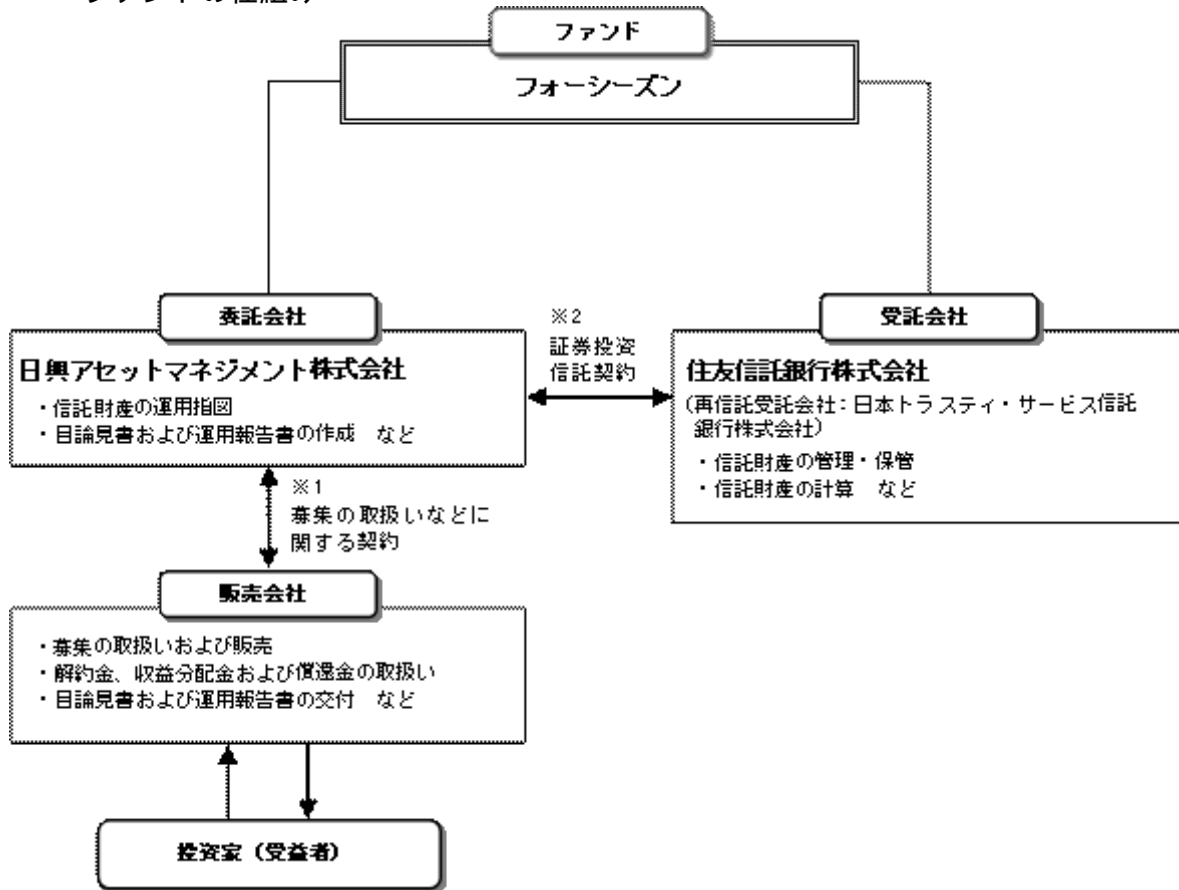 ファンドの仕組み
ファンド
フォーシーズン
委託会社
日興アセットマネジメント株式会社
・信託財産の運用指図
・目論見書および運用報告書の作成 など
※2
証券投資
信託契約
受託会社
住友信託銀行株式会社
(再信託受託会社:日本トラスティ・サービス信託
銀行株式会社)
・信託財産の管理・保管
・信託財産の計算 など
※1
募集の取扱いなどに
関する契約
販売会社
・募集の取扱いおよび販売
・解約金、収益分配金および償還金の取扱い
・目論見書および運用報告書の交付 など
投資家(受益者)